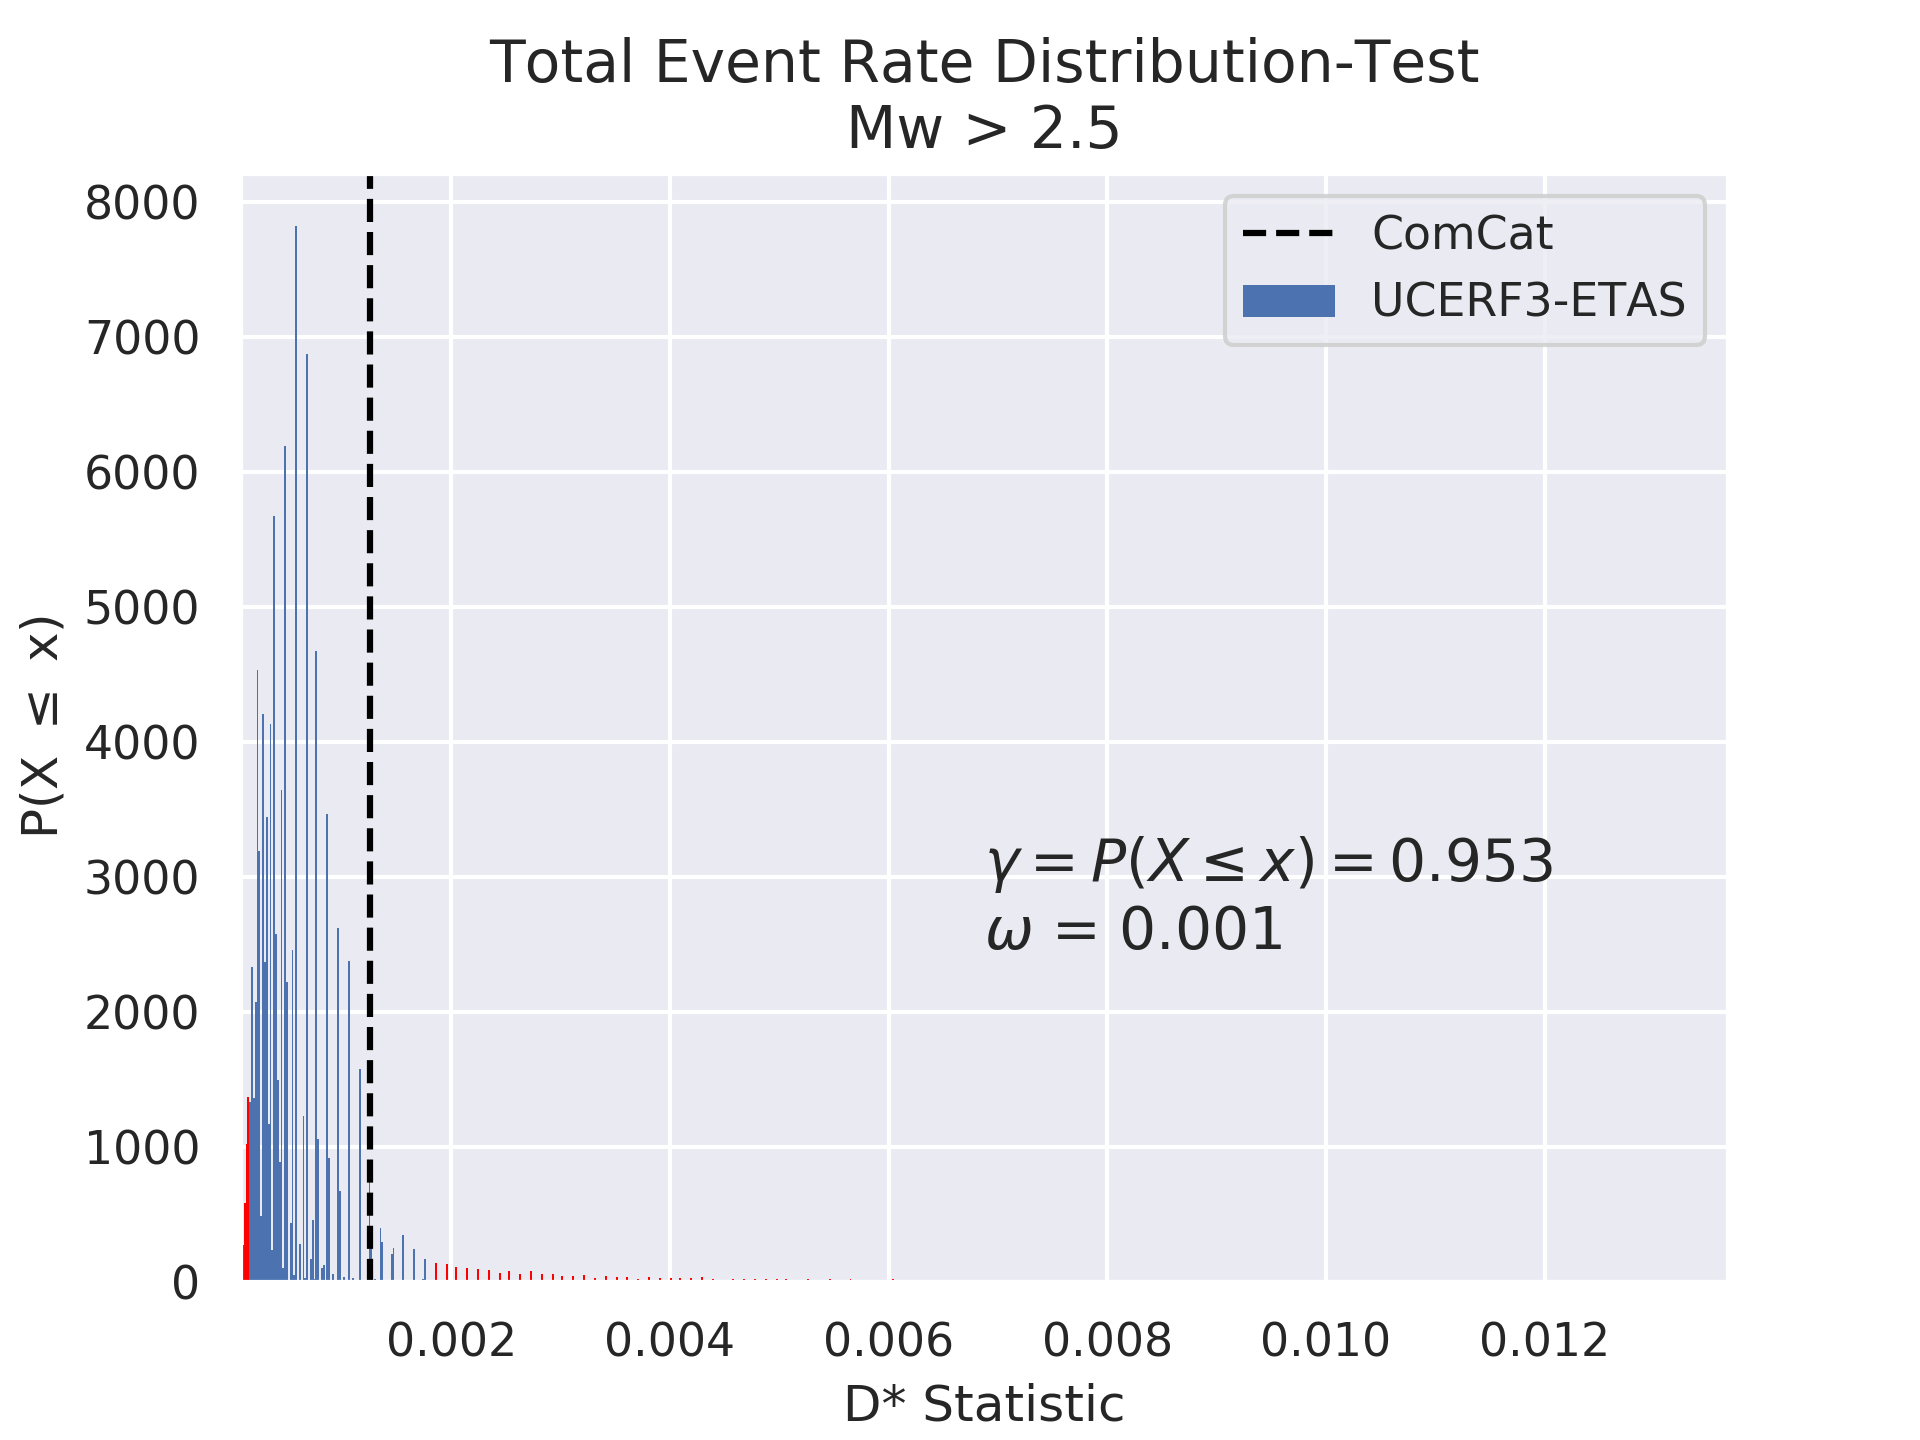 Total Event Rate Distribution-Test
Mw > 2.5
ComCat
UCERF3-ETAS
8000
7000
6000
5000
4000
3000
2000
1000
0
P(X ≤ x)
γ = P(X ≤ x) = 0.953
ω = 0.001
0.002 0.004 0.006 0.008 0.010 0.012
D* Statistic